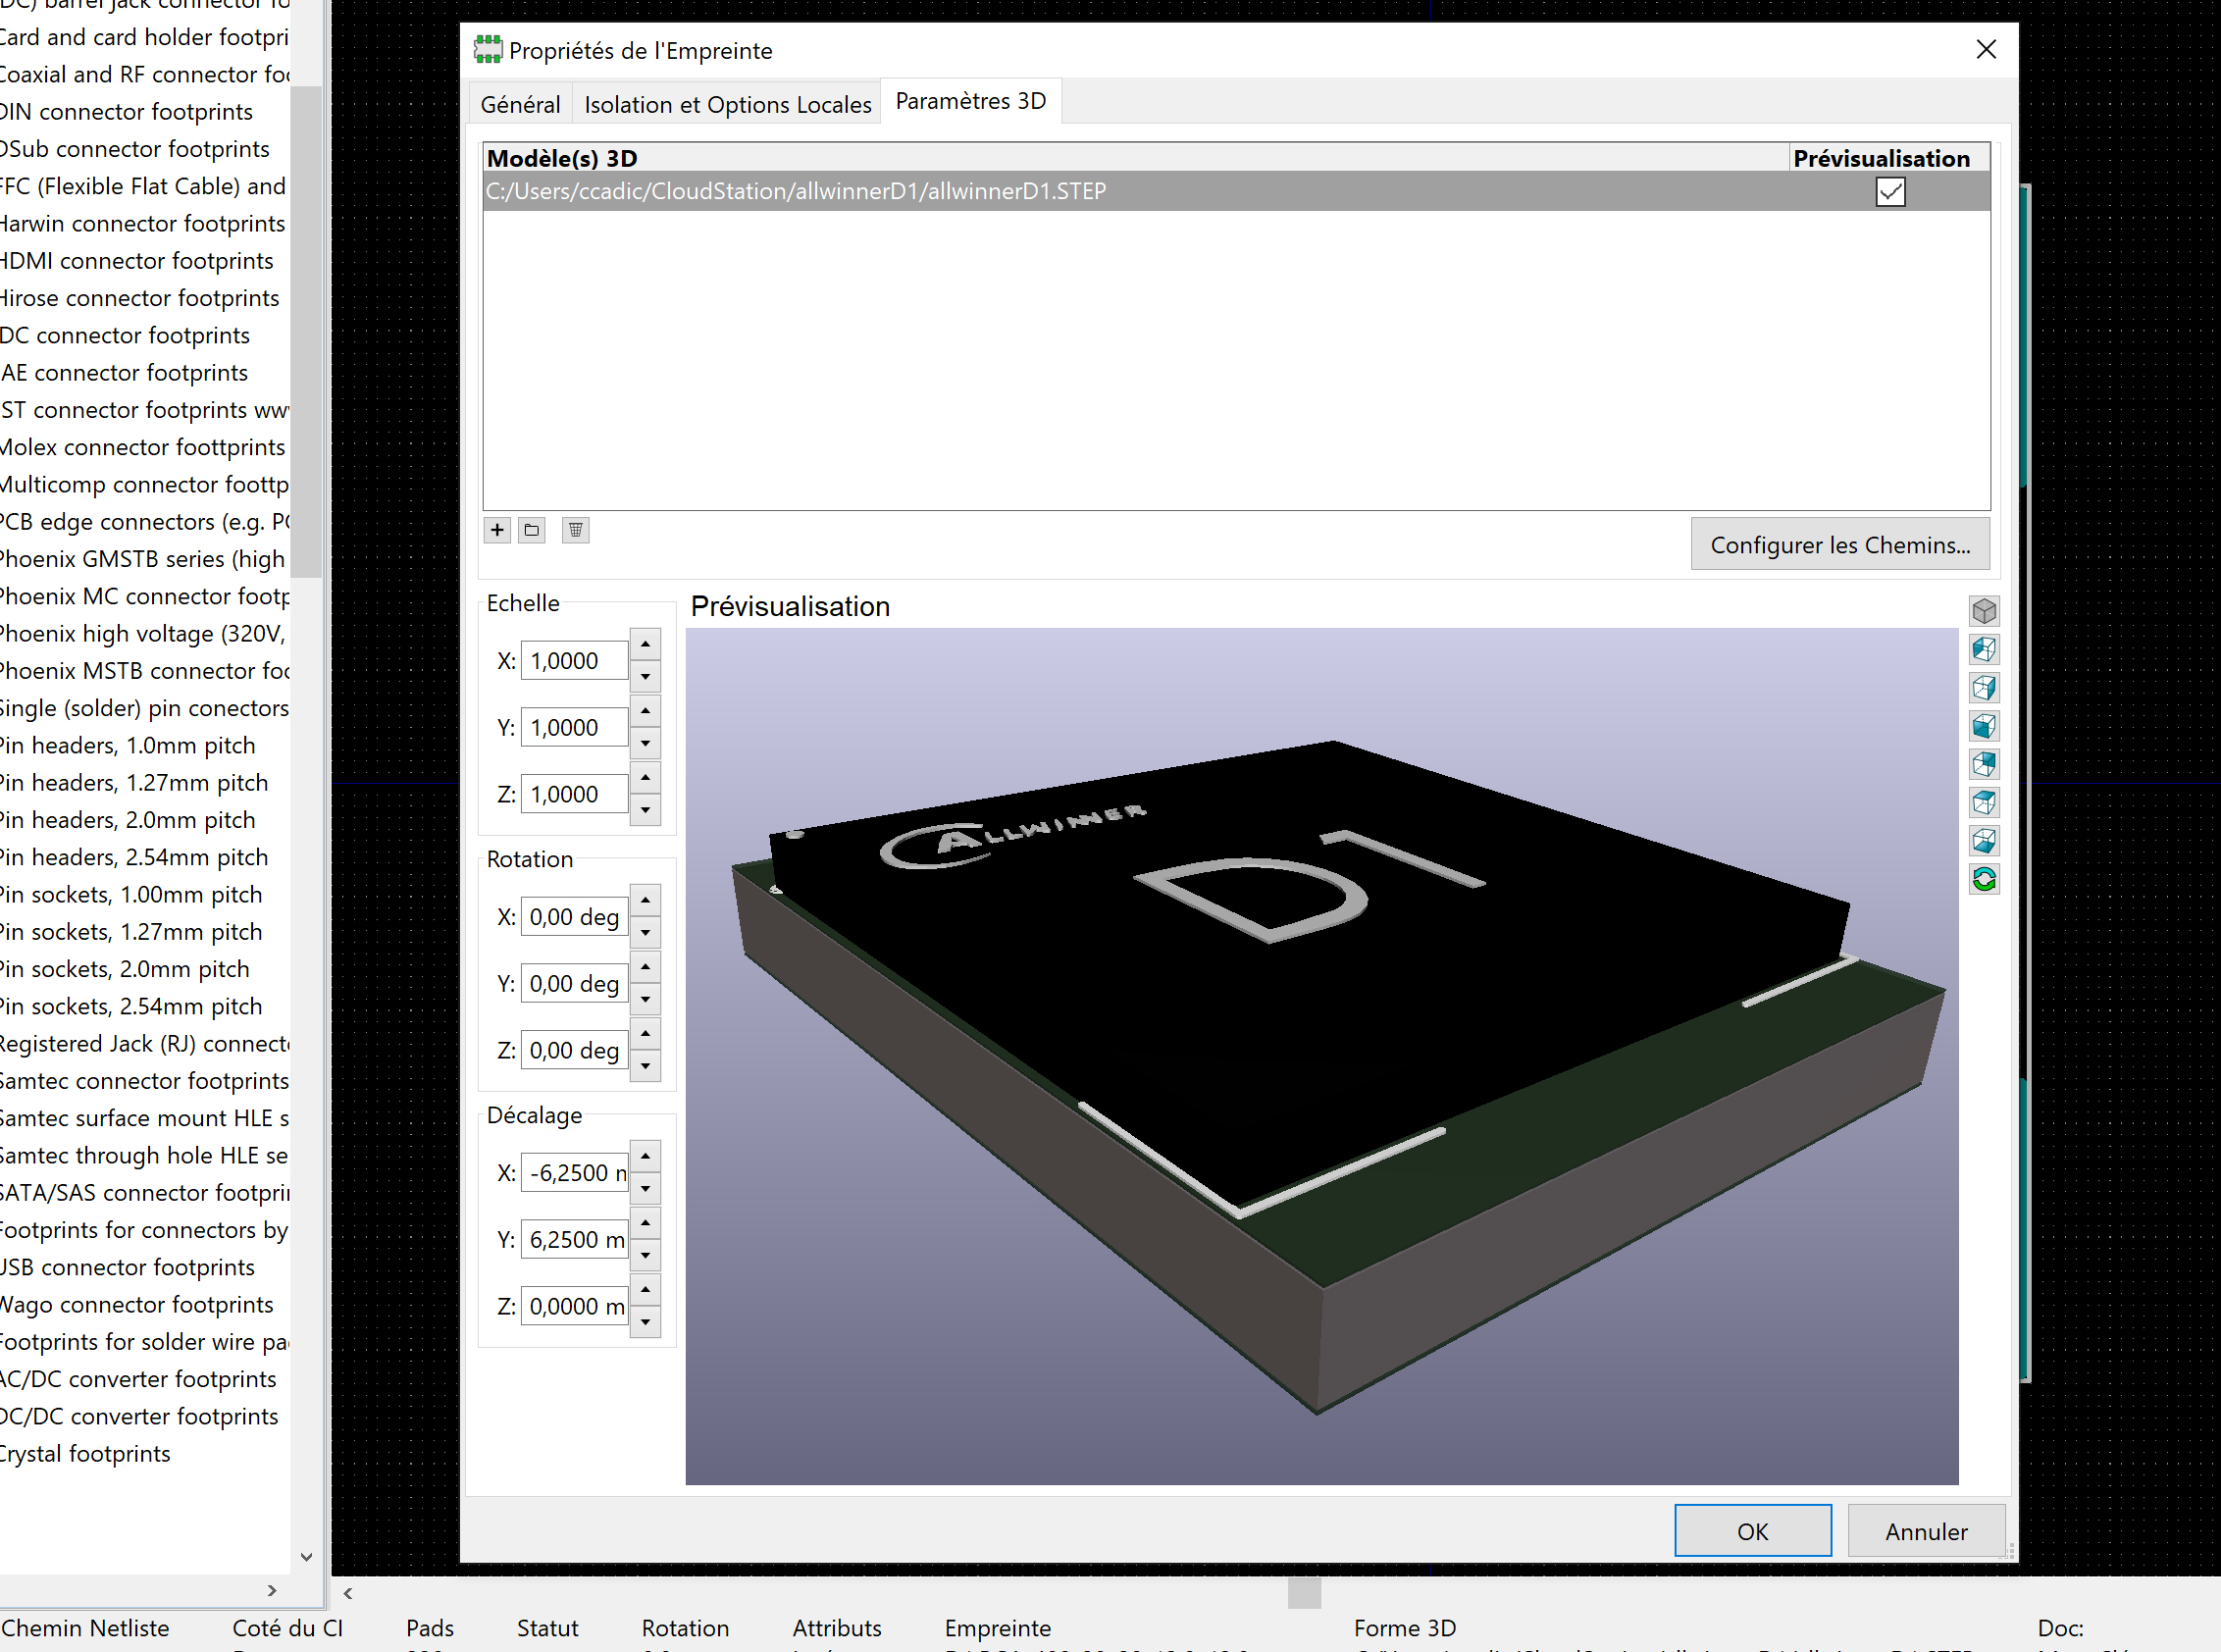 Card and card holder footpri
Coaxial and RF connector fo
DIN connector footprints
DSub connector footprints
FFC (Flexible Flat Cable) and
Harwin connector footprints
HDMI connector footprints
Hirose connector footprints
IDC connector footprints
JAE connector footprints
JST connector footprints ww
Molex connector foottprints
Multicomp connector foottp
PCB edge connectors (e.g. PC
Phoenix GMSTB series (high
Phoenix MC connector footp
Phoenix high voltage (320V,
Phoenix MSTB connector foo
Single (solder) pin conectors
Pin headers, 1.0mm pitch
Pin headers, 1.27mm pitch
Pin headers, 2.0mm pitch
Pin headers, 2.54mm pitch
Pin sockets, 1.00mm pitch
Pin sockets, 1.27mm pitch
Pin sockets, 2.0mm pitch
Pin sockets, 2.54mm pitch
Registered Jack (RJ) connect
Samtec connector footprints
Samtec surface mount HLE s
Samtec through hole HLE se
SATA/SAS connector footprin
Footprints for connectors by
USB connector footprints
Wago connector footprints
Footprints for solder wire pa
AC/DC converter footprints
DC/DC converter footprints
Crystal footprints
Propriétés de l'Empreinte
Général Isolation et Options Locales Paramètres 3D
Modèle(s) 3D Prévisualisation
C:/Users/ccadic/CloudStation/allwinnerD1/allwinnerD1.STEP
Configurer les Chemins...
Echelle
X: 1,0000
Y: 1,0000
Z: 1,0000
Rotation
X: 0,00 deg
Y: 0,00 deg
Z: 0,00 deg
Décalage
X: -6,2500
Y: 6,2500 m
Z: 0,0000 m
Prévisualisation
ALLWINNER
D1
OK Annuler
Chemin Netliste Coté du CI Pads Statut Rotation Attributs Empreinte Forme 3D Doc: